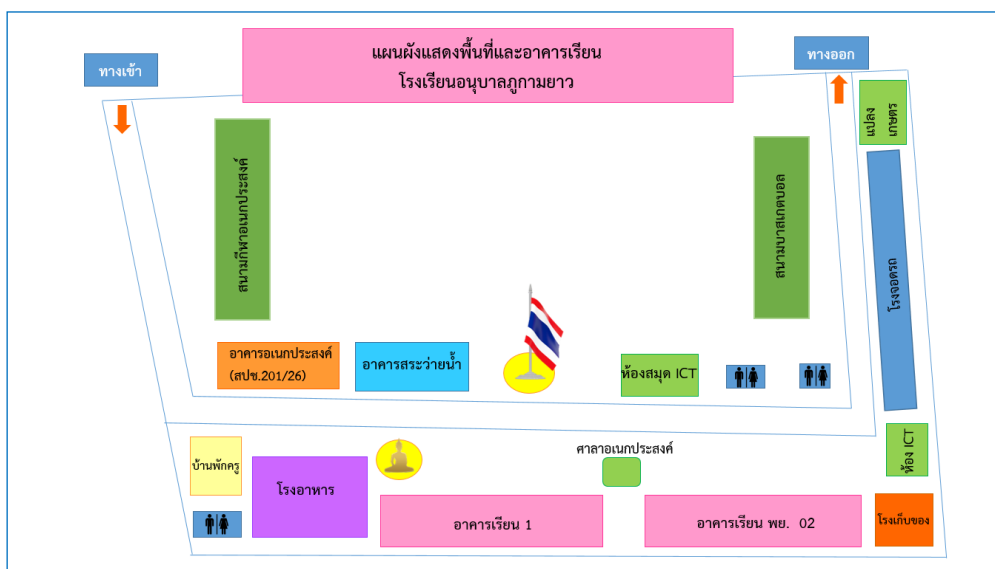 แผนผังแสดงพื้นที่และอาคารเรียน
โรงเรียนอนุบาลภูกามยาว
ทางเข้า
ทางออก
แปลง
เกษตร
สนามกีฬาอเนกประสงค์
สนามบาสเกตบอล
โรงจอดรถ
อาคารอเนกประสงค์
(สปช.201/26)
อาคารสระว่ายน้ำ
ห้องสมุด ICT
ห้อง ICT
ศาลาอเนกประสงค์
บ้านพักครู
โรงอาหาร
อาคารเรียน 1
อาคารเรียน พย. 02
โรงเก็บของ